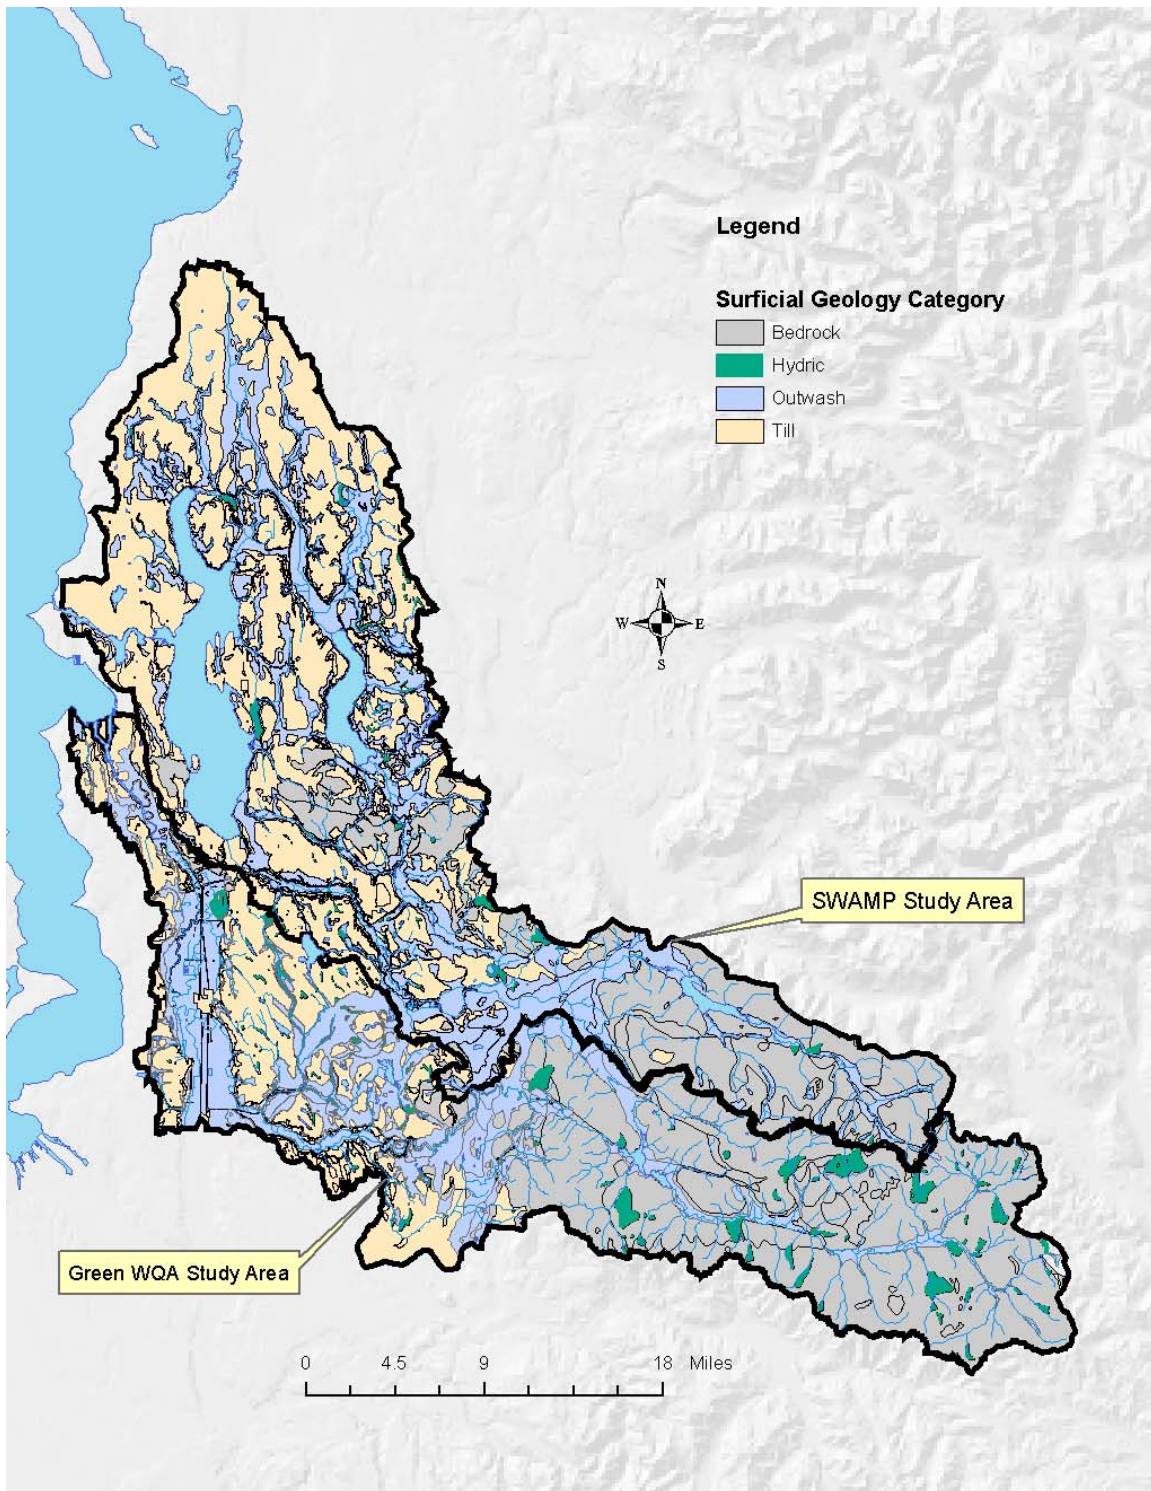 Legend
Surficial Geology Category
Bedrock
Hydric
Outwash
Till
N
W E
S
SWAMP Study Area
Green WQA Study Area
0 4.5 9 18 Miles